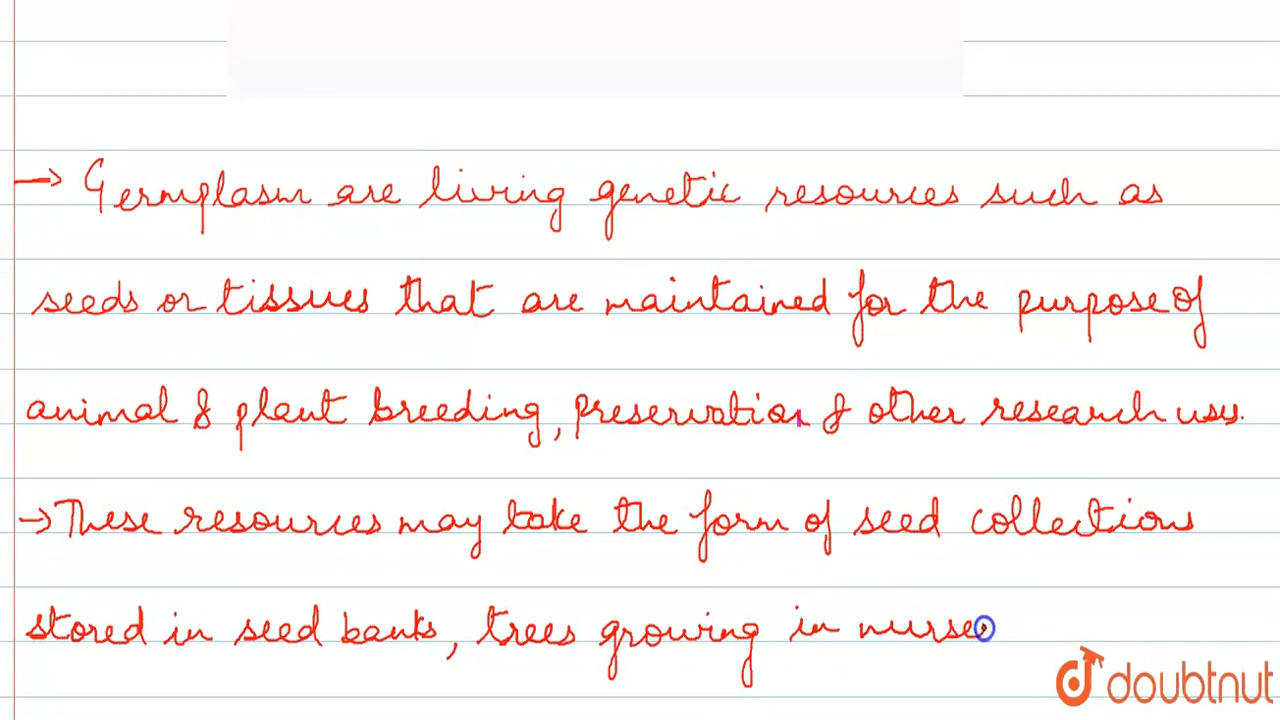 → Germplasm are living genetic resources such as
seeds or tissues that are maintained for the purpose of
animal & plant breeding, preservation & other research uses.
→ These resources may take the form of seed collections
stored in seed banks, trees growing in nurse
doubtnut